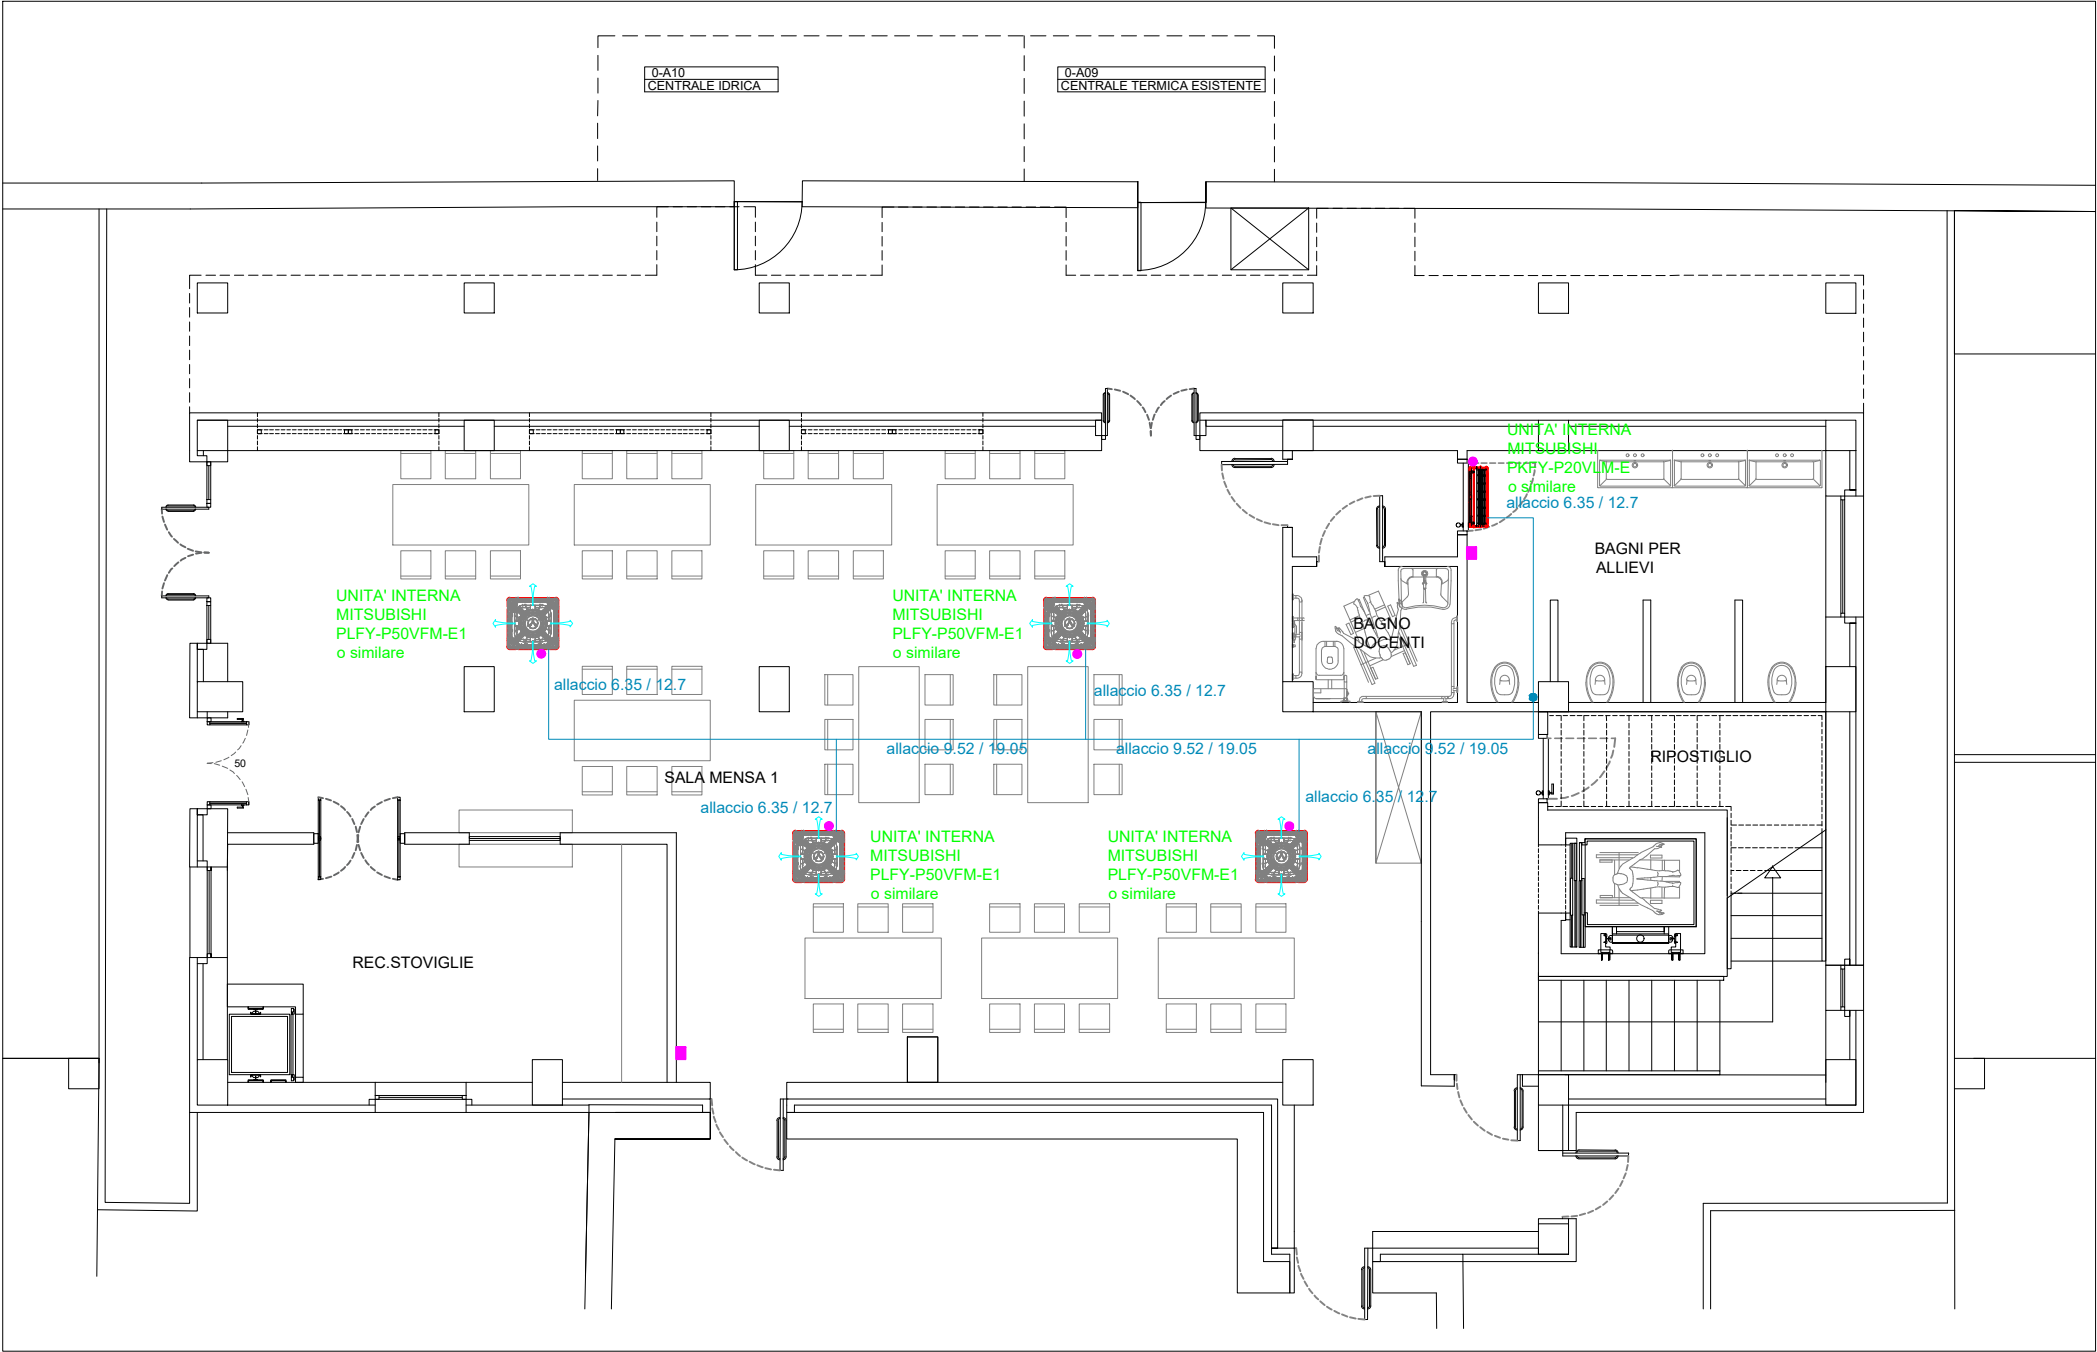 0-A10
CENTRALE IDRICA
0-A09
CENTRALE TERMICA ESISTENTE
UNITA' INTERNA
MITSUBISHI
PKFY-P20VLM-E
o similare
allaccio 6.35 / 12.7
BAGNI PER
ALLIEVI
UNITA' INTERNA
MITSUBISHI
PLFY-P50VFM-E1
o similare
UNITA' INTERNA
MITSUBISHI
PLFY-P50VFM-E1
o similare
BAGNO
DOCENTI
allaccio 6.35 / 12.7
allaccio 6.35 / 12.7
allaccio 9.52 / 19.05
allaccio 9.52 / 19.05
allaccio 9.52 / 19.05
RIPOSTIGLIO
50
SALA MENSA 1
allaccio 6.35 / 12.7
allaccio 6.35 / 12.7
UNITA' INTERNA
MITSUBISHI
PLFY-P50VFM-E1
o similare
UNITA' INTERNA
MITSUBISHI
PLFY-P50VFM-E1
o similare
REC.STOVIGLIE